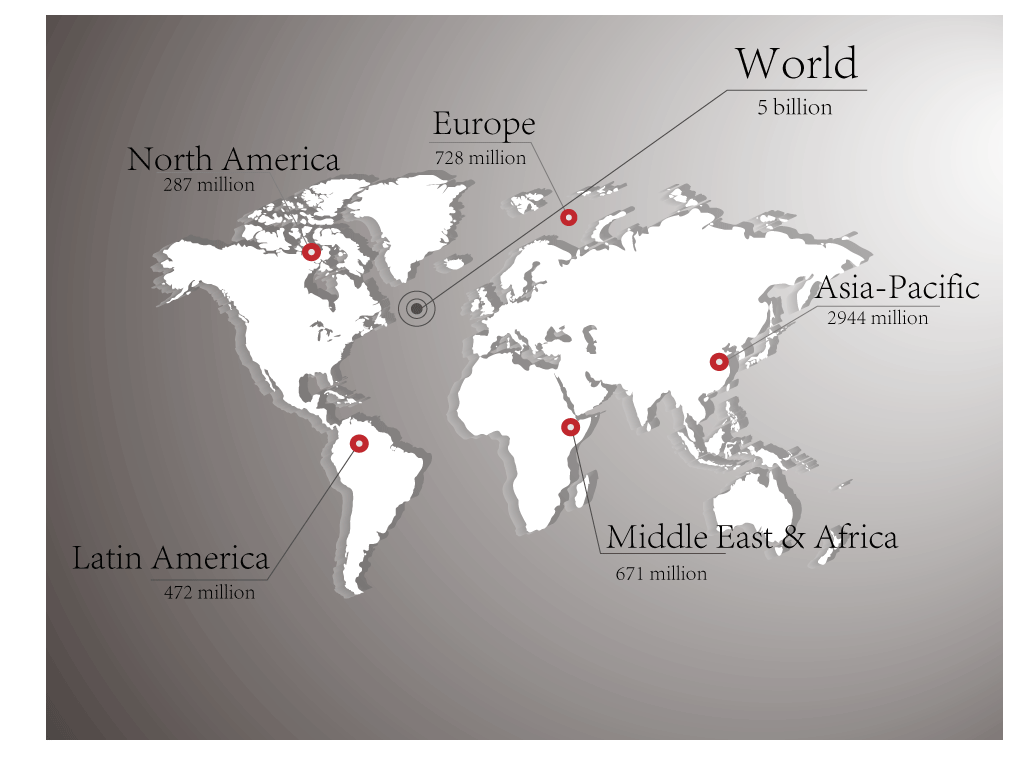 World
5 billion
Europe
728 million
North America
287 million
Asia-Pacific
2944 million
Middle East & Africa
671 million
Latin America
472 million